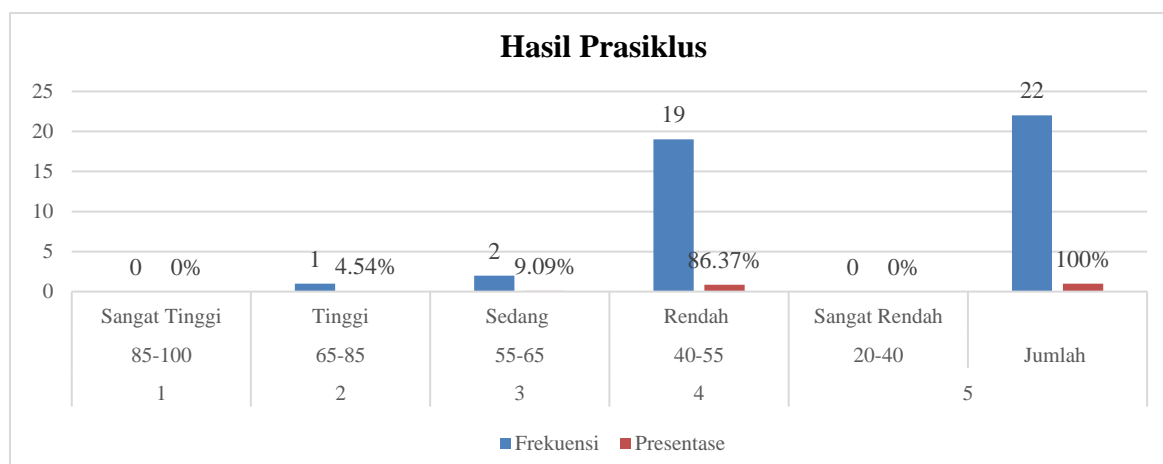 Hasil Prasiklus
25
20
15
10
5
0
0 0%
1 4.54%
2 9.09%
19 86.37%
0 0%
22 100%
Sangat Tinggi Tinggi Sedang Rendah Sangat Rendah
85-100 65-85 55-65 40-55 20-40 Jumlah
1 2 3 4 5
Frekuensi Presentase